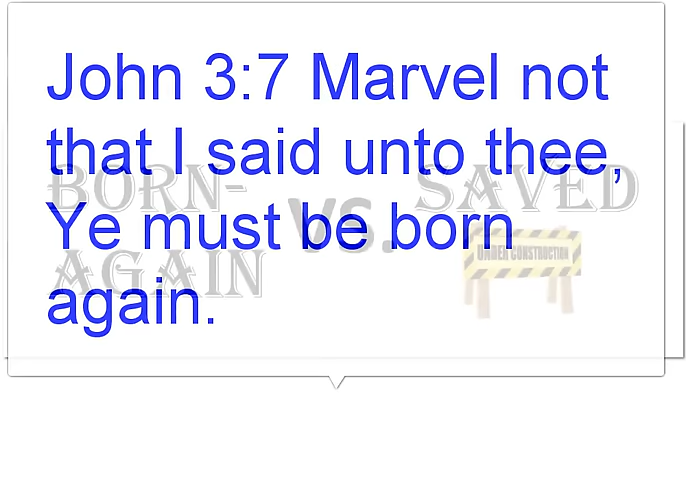 John 3:7 Marvel not
that I said unto thee,
Ye must be born
again.
BORN-
AGAIN
VS.
SAVED
UNDER CONSTRUCTION